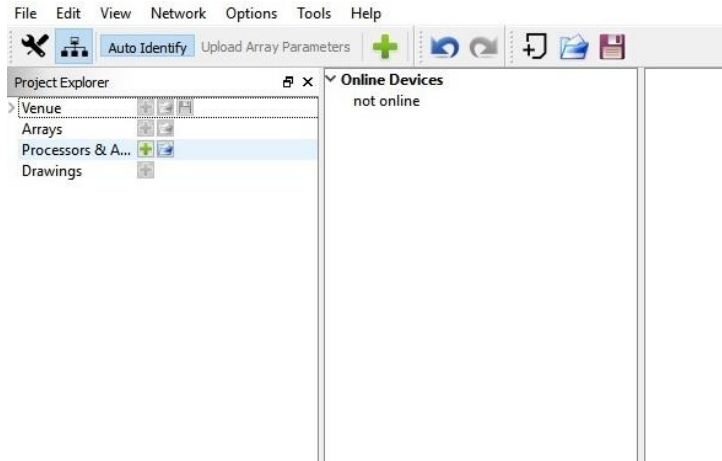 File Edit View Network Options Tools Help
Auto Identify Upload Array Parameters
Project Explorer
Venue
Arrays
Processors & A...
Drawings
Online Devices
not online